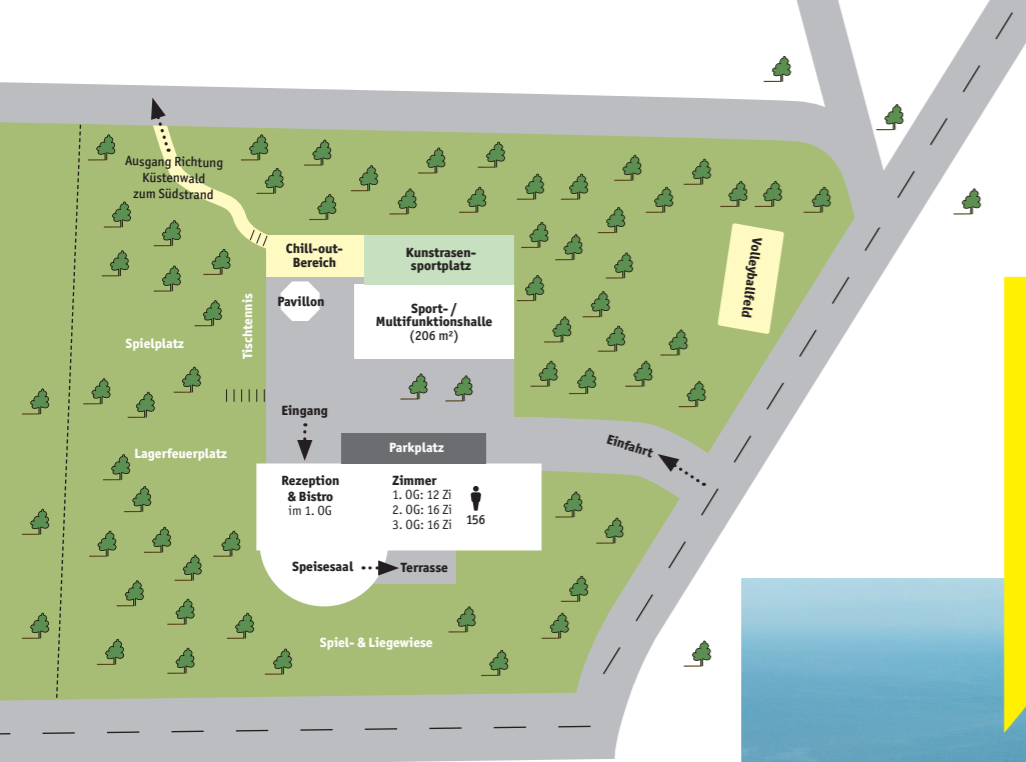 Ausgang Richtung
Küstenwald
zum Südstrand
Chill-out-
Bereich
Kunstrasen-
sportplatz
Volleyballfeld
Pavillon
Sport-/
Multifunktionshalle
(206 m²)
Tischtennis
Spielplatz
Eingang
Einfahrt
Parkplatz
Lagerfeuerplatz
Rezeption
& Bistro
im 1. OG
Zimmer
1. OG: 12 Zi
2. OG: 16 Zi
3. OG: 16 Zi
156
Speisesaal
Terrasse
Spiel- & Liegewiese